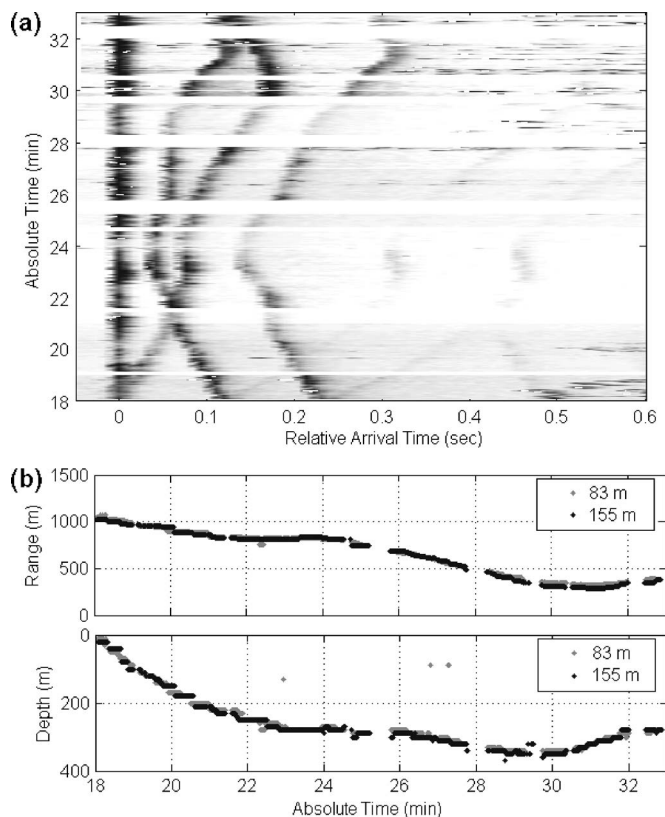 (a)
32
30
28
26
24
22
20
18
Absolute Time (min)
0 0.1 0.2 0.3 0.4 0.5 0.6
Relative Arrival Time (sec)
(b)
1500
1000
500
0
Range (m)
83 m
155 m
0
200
400
Depth (m)
83 m
155 m
18 20 22 24 26 28 30 32
Absolute Time (min)